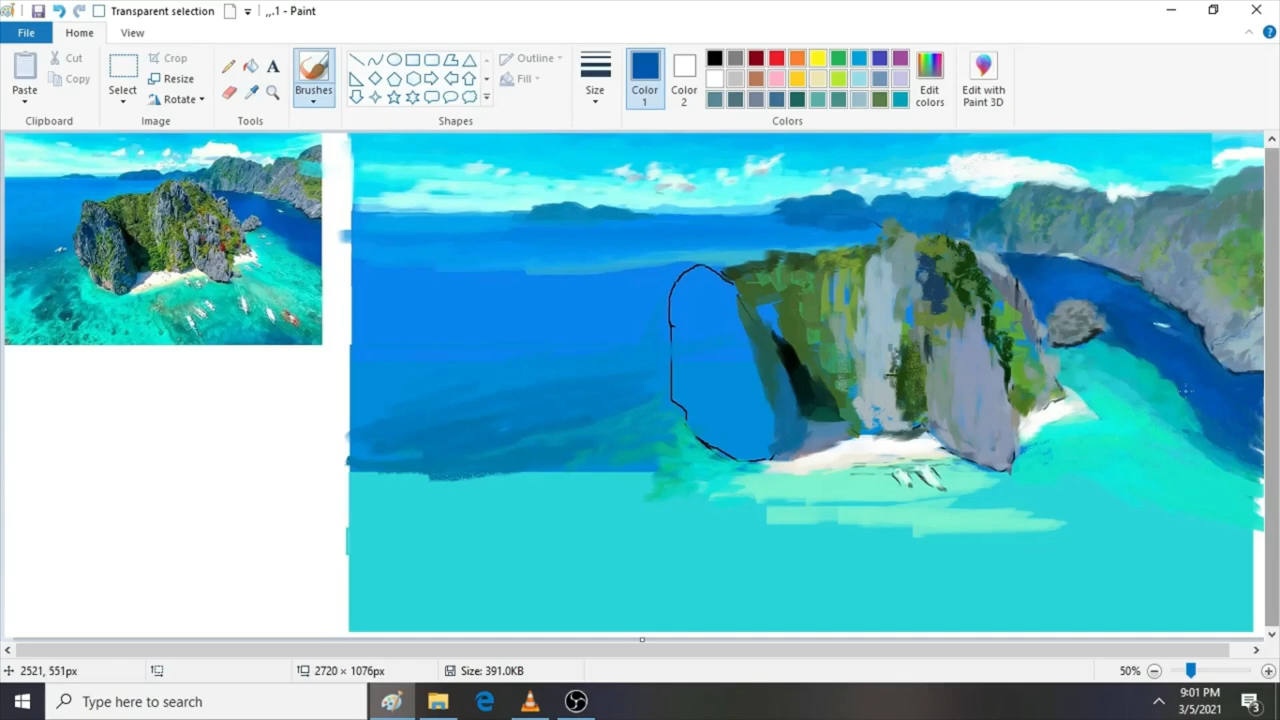 Transparent selection ,,.1 - Paint
File Home View
Paste Cut Copy
Select Crop Resize Rotate
Brushes
Outline Fill
Size
Color 1
Color 2
Edit colors
Edit with Paint 3D
Clipboard Image Tools Shapes Colors
2521, 551px 2720 × 1076px Size: 391.0KB 50%
Type here to search
9:01 PM
3/5/2021
3